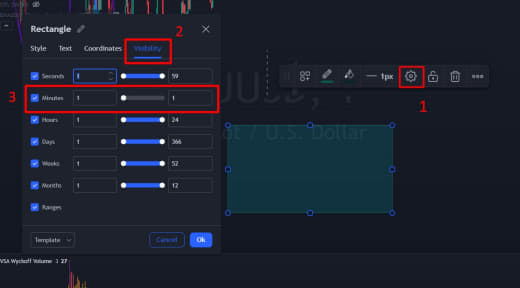 Rectangle
2
Style Text Coordinates Visibility
Seconds 1 59
3
Minutes 1 1
Hours 1 24
Days 1 366
Weeks 1 52
Months 1 12
Ranges
Template Cancel Ok
1px
1
/ U.S. Dollar
VSA Wyckoff Volume 1 27